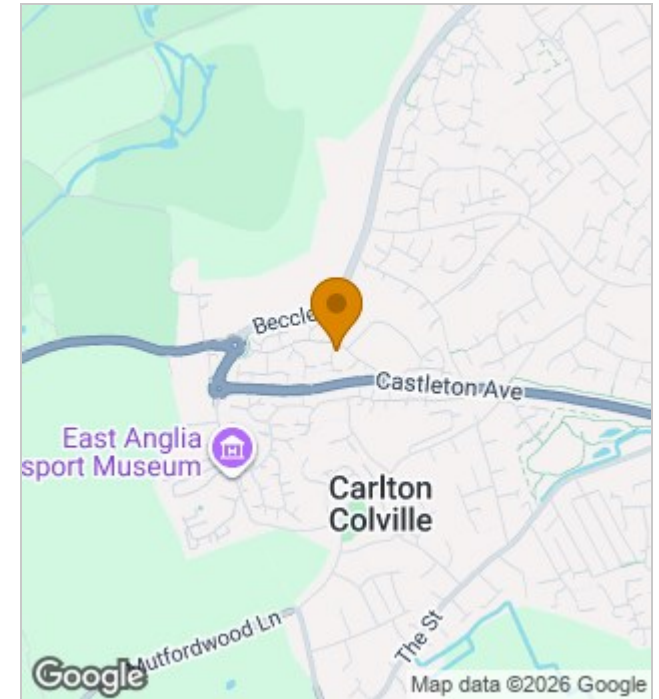 Beccle
Castleton Ave
East Anglia
sport Museum
Carlton
Colville
Mutfordwood Ln
The St
Google
Map data ©2026 Google